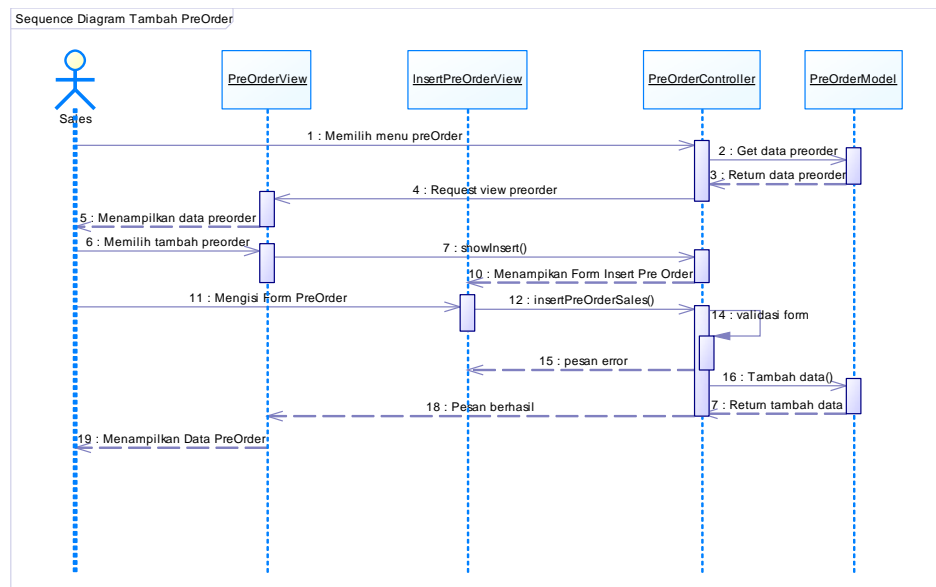 Sequence Diagram Tambah PreOrder
PreOrderView
InsertPreOrderView
PreOrderController
PreOrderModel
Sales
1 : Memilih menu preOrder
2 : Get data preorder
3 : Return data preorder
4 : Request view preorder
5 : Menampilkan data preorder
6 : Memilih tambah preorder
7 : showInsert()
10 : Menampikan Form Insert Pre Order
11 : Mengisi Form PreOrder
12 : insertPreOrderSales()
14 : validasi form
15 : pesan error
16 : Tambah data()
7 : Return tambah data
18 : Pesan berhasil
19 : Menampilkan Data PreOrder